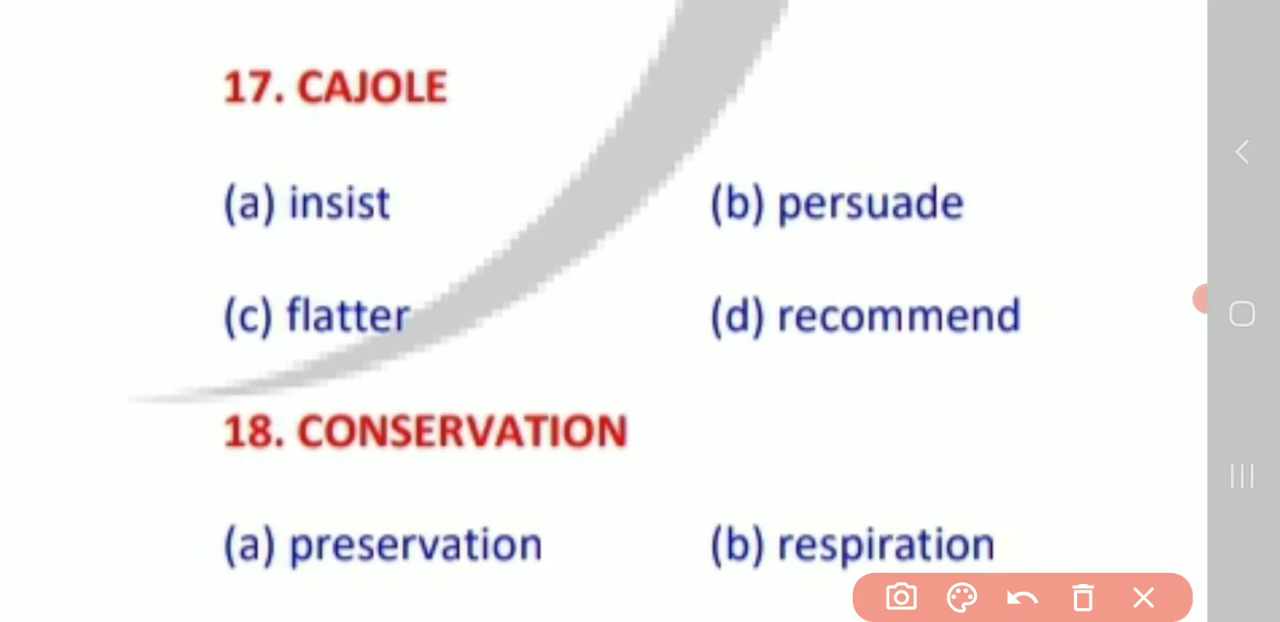 17. CAJOLE
(a) insist (b) persuade
(c) flatter (d) recommend
18. CONSERVATION
(a) preservation (b) respiration